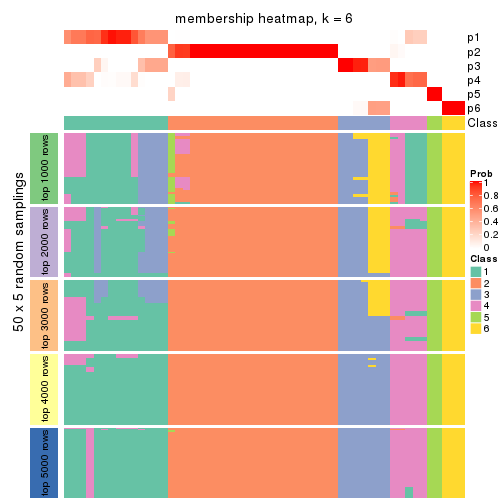 membership heatmap, k = 6
p1
p2
p3
p4
p5
p6
Class
50 x 5 random samplings
top 1000 rows
top 2000 rows
top 3000 rows
top 4000 rows
top 5000 rows
Prob
1
0.8
0.6
0.4
0.2
0
Class
1
2
3
4
5
6